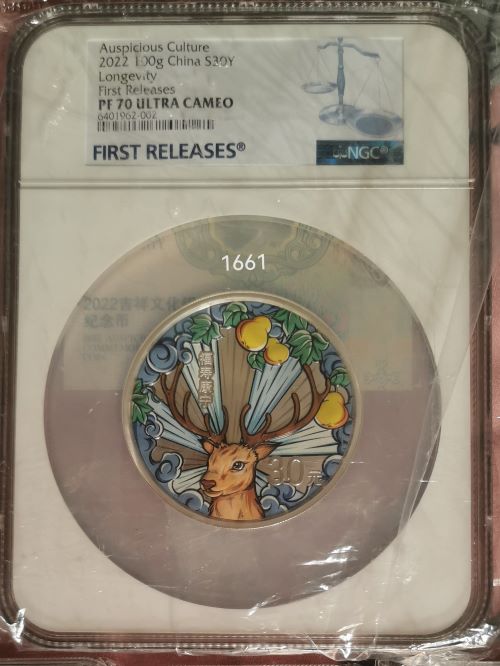 Auspicious Culture
2022 100g China S30Y
Longevity
First Releases
PF 70 ULTRA CAMEO
6401962-002
FIRST RELEASES®
NGC®
1661
2022吉祥文化
纪念币
福寿康宁
30元